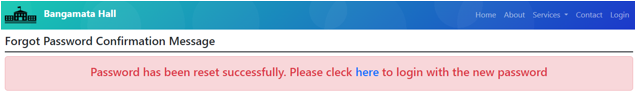 Bangamata Hall Home About Services Contact Login
Forgot Password Confirmation Message
Password has been reset successfully. Please cleck here to login with the new password